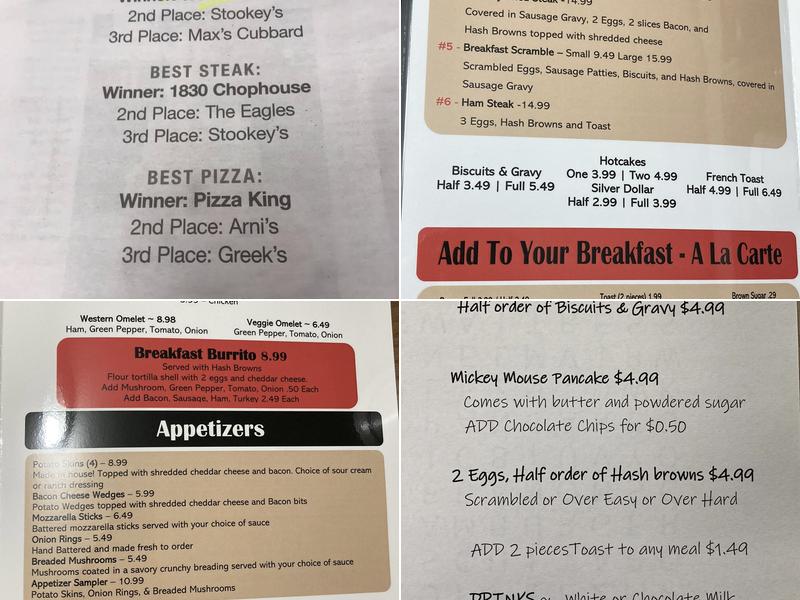 2nd Place: Stookey's
3rd Place: Max's Cubbard
BEST STEAK:
Winner: 1830 Chophouse
2nd Place: The Eagles
3rd Place: Stookey's
BEST PIZZA:
Winner: Pizza King
2nd Place: Arni's
3rd Place: Greek's
Covered in Sausage Gravy, 2 Eggs, 2 slices Bacon, and
Hash Browns topped with shredded cheese
#5 - Breakfast Scramble – Small 9.49 Large 15.99
Scrambled Eggs, Sausage Patties, Biscuits, and Hash Browns, covered in
Sausage Gravy
#6 - Ham Steak -14.99
3 Eggs, Hash Browns and Toast
Biscuits & Gravy
Half 3.49 | Full 5.49
Hotcakes
One 3.99 | Two 4.99
Silver Dollar
Half 2.99 | Full 3.99
French Toast
Half 4.99 | Full 6.49
Add To Your Breakfast - A La Carte
Toast (2 pieces) 1.99
Brown Sugar .29
Western Omelet ~ 8.98
Ham, Green Pepper, Tomato, Onion
Veggie Omelet ~ 6.49
Green Pepper, Tomato, Onion
Breakfast Burrito 8.99
Served with Hash Browns
Flour tortilla shell with 2 eggs and cheddar cheese.
Add Mushroom, Green Pepper, Tomato, Onion .50 Each
Add Bacon, Sausage, Ham, Turkey 2.49 Each
Appetizers
Potato Skins (4) – 8.99
Made in house! Topped with shredded cheddar cheese and bacon. Choice of sour cream
or ranch dressing
Bacon Cheese Wedges – 5.99
Potato Wedges topped with shredded cheese and Bacon bits
Mozzarella Sticks – 6.49
Battered mozzarella sticks served with your choice of sauce
Onion Rings – 5.49
Hand Battered and made fresh to order
Breaded Mushrooms – 5.49
Mushrooms coated in a savory crunchy breading served with your choice of sauce
Appetizer Sampler – 10.99
Potato Skins, Onion Rings, & Breaded Mushrooms
Half order of Biscuits & Gravy $4.99
Mickey Mouse Pancake $4.99
Comes with butter and powdered sugar
ADD Chocolate Chips for $0.50
2 Eggs, Half order of Hash browns $4.99
Scrambled or Over Easy or Over Hard
ADD 2 piecesToast to any meal $1.49
DRINKS White or Chocolate Milk